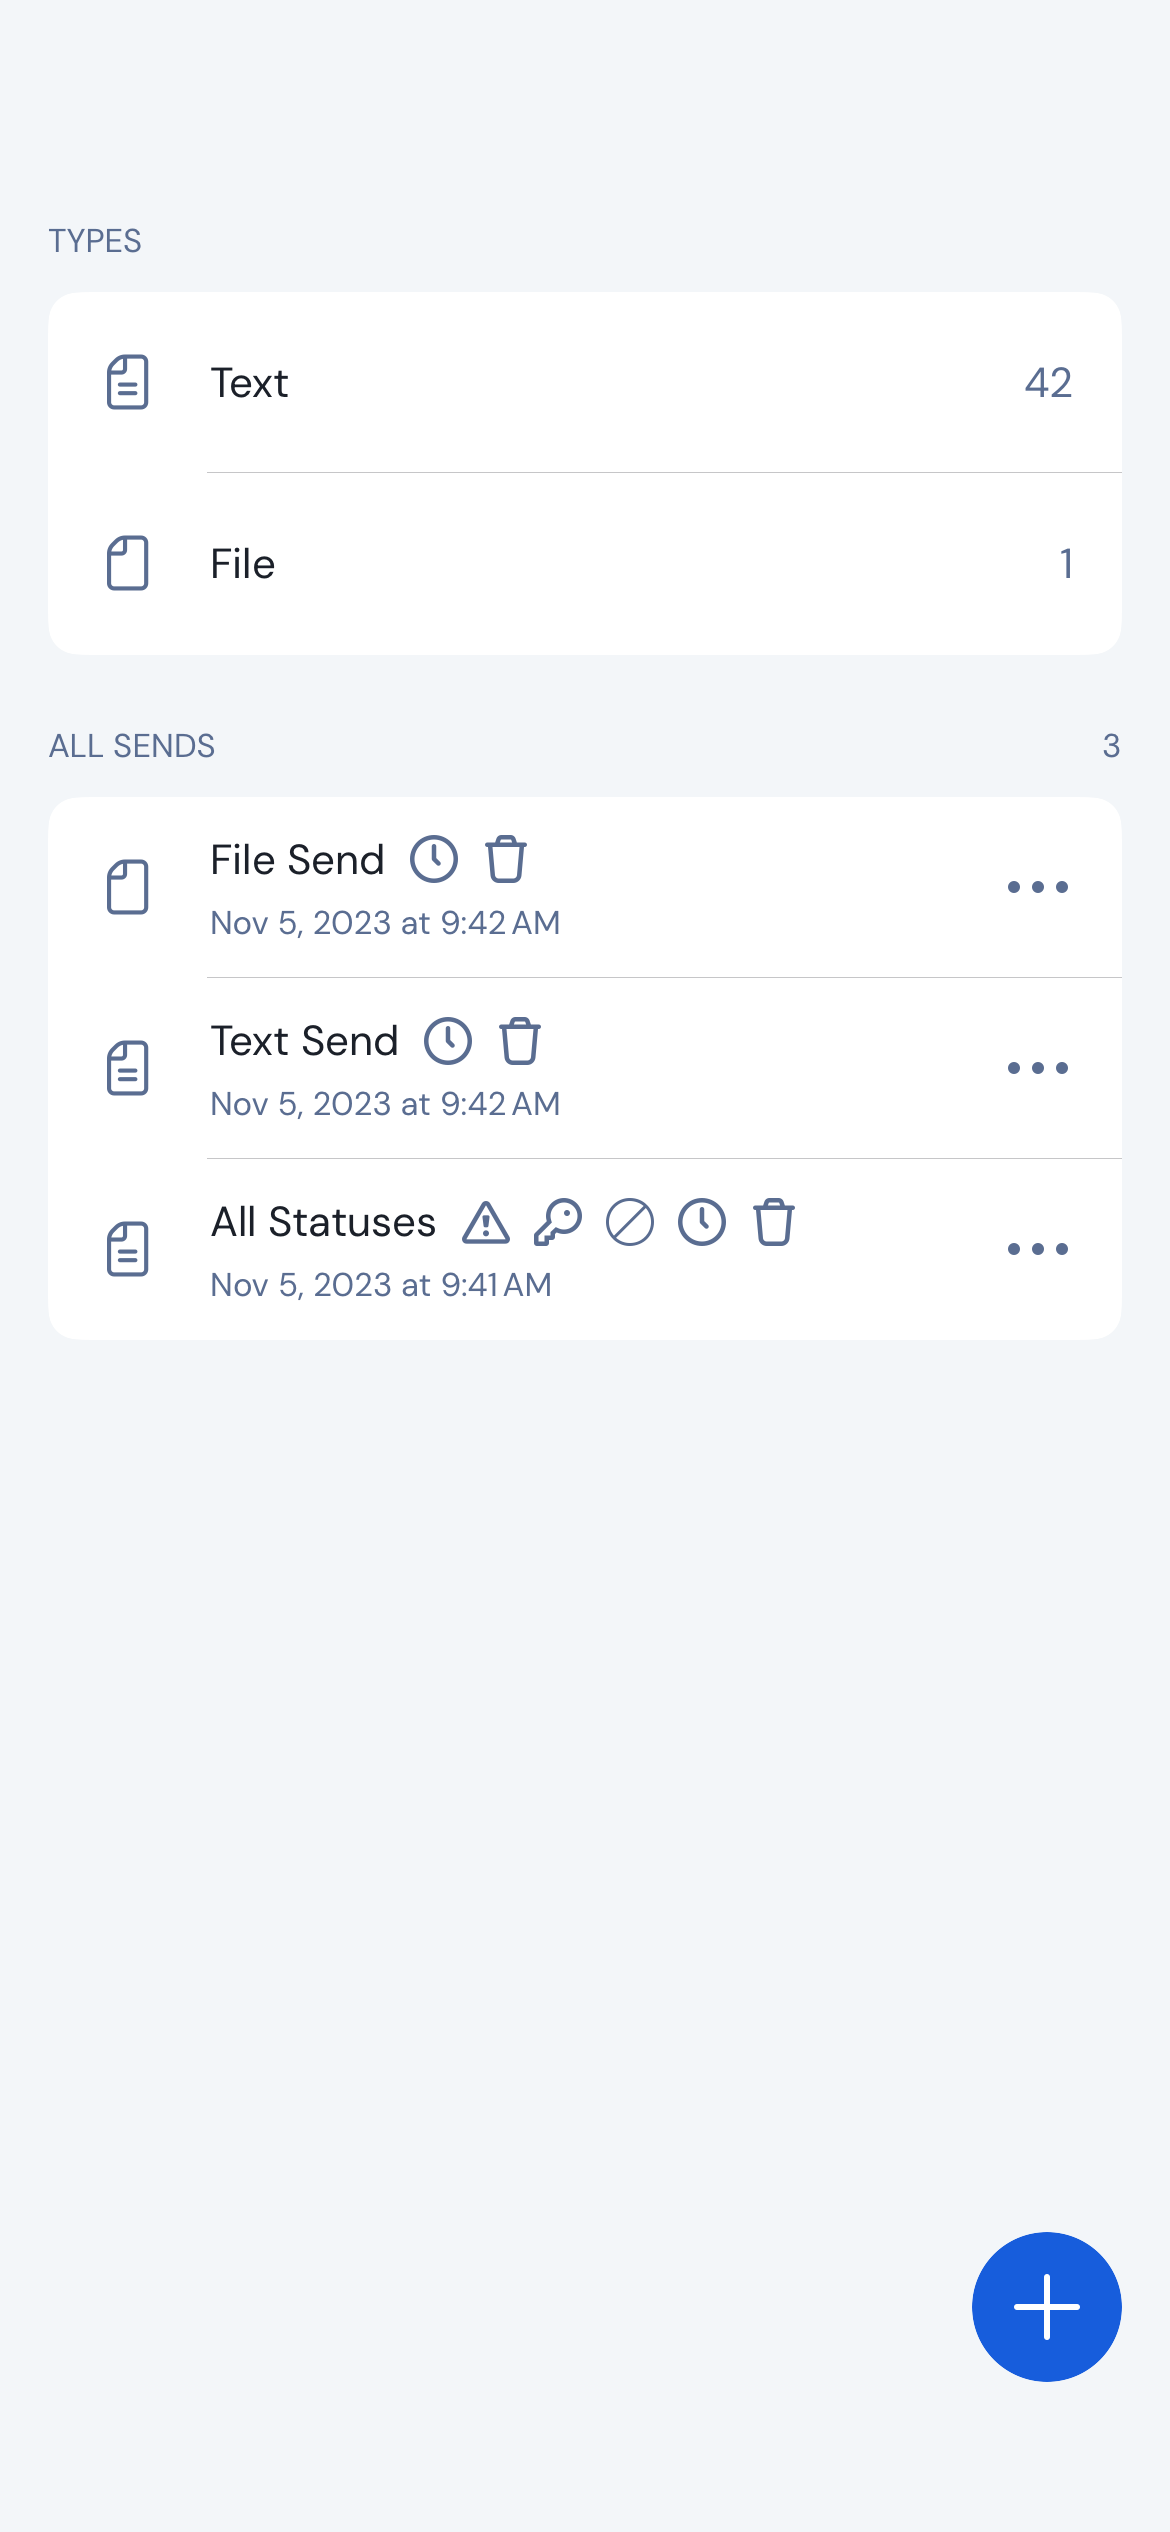 TYPES
Text 42
File 1
ALL SENDS 3
File Send
Nov 5, 2023 at 9:42 AM
Text Send
Nov 5, 2023 at 9:42 AM
All Statuses
Nov 5, 2023 at 9:41 AM